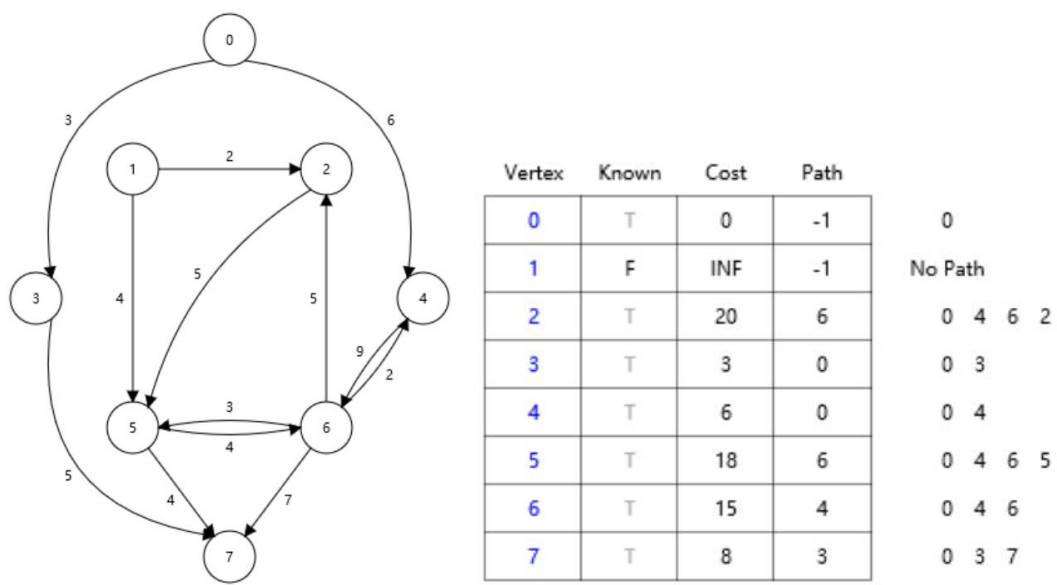 0
3
6
1
2
2
5
4
5
3
4
9
2
5
3
4
6
5
4
7
7
Vertex Known Cost Path
0 T 0 -1 0
1 F INF -1 No Path
2 T 20 6 0 4 6 2
3 T 3 0 0 3
4 T 6 0 0 4
5 T 18 6 0 4 6 5
6 T 15 4 0 4 6
7 T 8 3 0 3 7